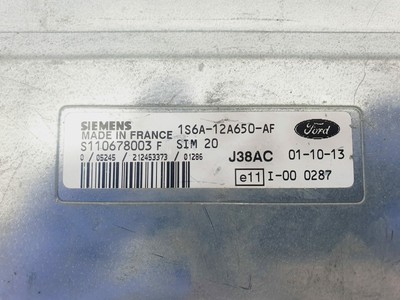 SIEMENS 1S6A-12A650-AF Ford
MADE IN FRANCE
S110678003 F SIM 20 J38AC 01-10-13
0 / 05245 / 212453373 / 01286
e11 I-00 0287